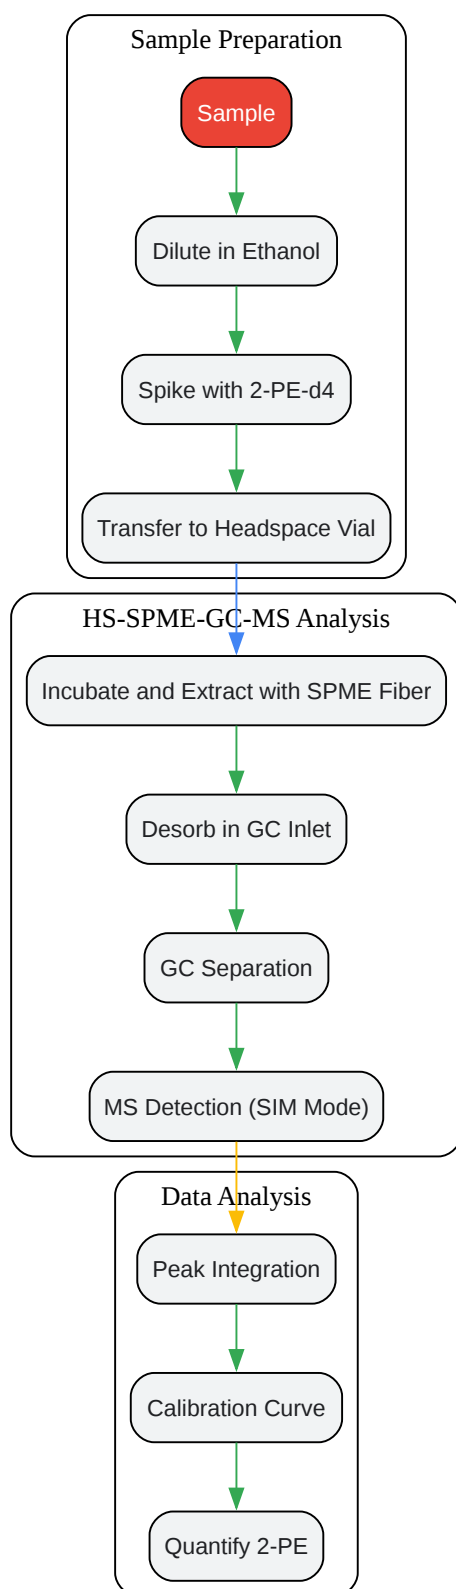 Sample Preparation
Sample
Dilute in Ethanol
Spike with 2-PE-d4
Transfer to Headspace Vial
HS-SPME-GC-MS Analysis
Incubate and Extract with SPME Fiber
Desorb in GC Inlet
GC Separation
MS Detection (SIM Mode)
Data Analysis
Peak Integration
Calibration Curve
Quantify 2-PE